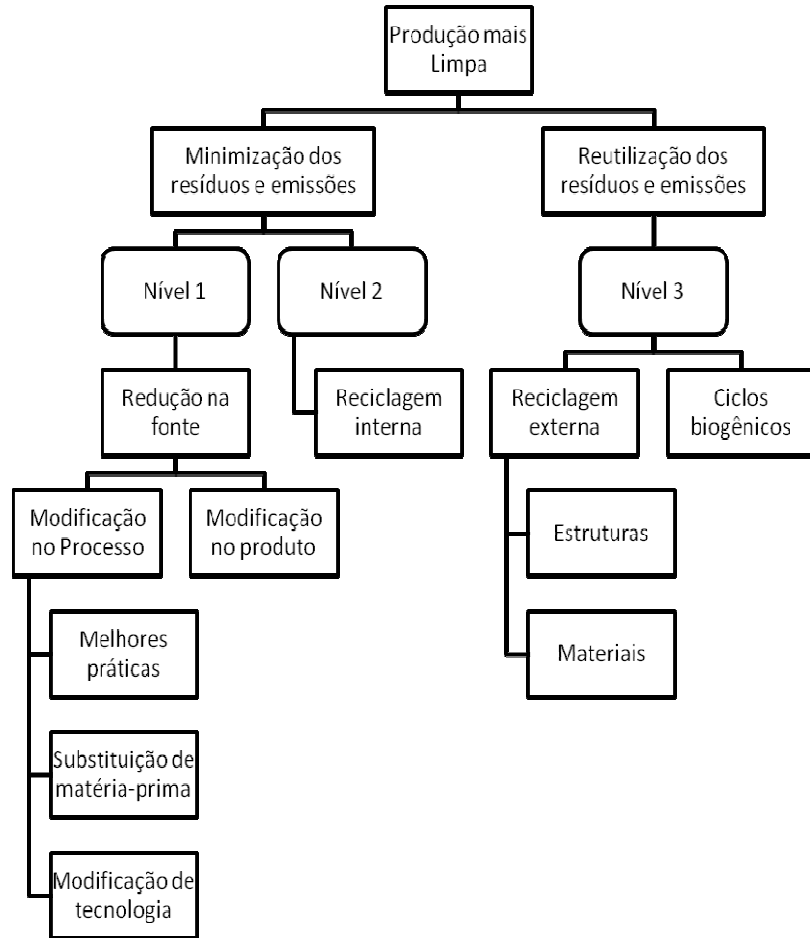 Produção mais
Limpa
Minimização dos
resíduos e emissões
Reutilização dos
resíduos e emissões
Nível 1
Nível 2
Nível 3
Redução na
fonte
Reciclagem
interna
Reciclagem
externa
Ciclos
biogênicos
Modificação
no Processo
Modificação
no produto
Estruturas
Melhores
práticas
Materiais
Substituição de
matéria-prima
Modificação de
tecnologia